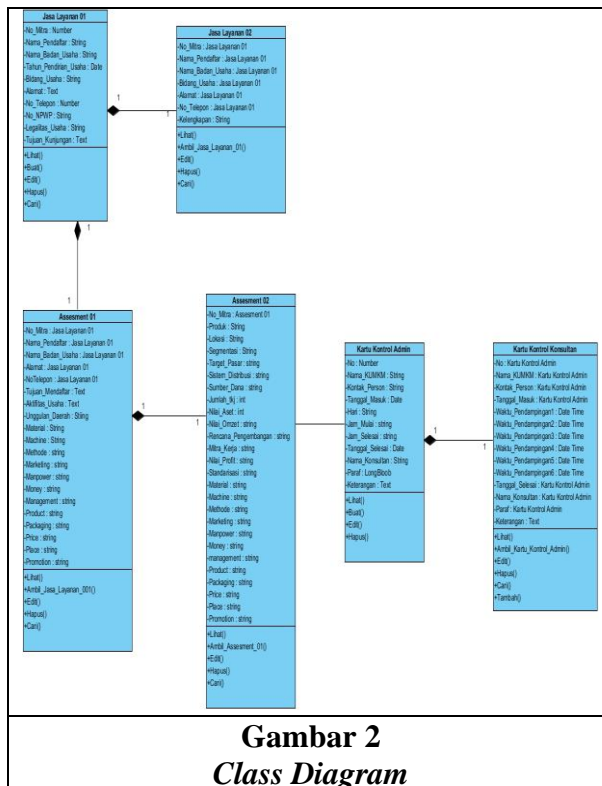 Jasa Layanan 01
-No_Mitra : Number
-Nama_Pendaftar : String
-Nama_Badan_Usaha : String
-Tahun_Pendirian_Usaha : Date
-Bidang_Usaha : String
-Alamat : Text
-No_Telepon : Number
-No_NPWP : String
-Legalitas_Usaha : String
-Tujuan_Kunjungan : Text
+Lihat()
+Buat()
+Edit()
+Hapus()
+Cari()
1
1
Jasa Layanan 02
-No_Mitra : Jasa Layanan 01
-Nama_Pendaftar : Jasa Layanan 01
-Nama_Badan_Usaha : Jasa Layanan 01
-Bidang_Usaha : Jasa Layanan 01
-Alamat : Jasa Layanan 01
-No_Telepon : Jasa Layanan 01
-Kelengkapan : String
+Lihat()
+Ambil_Jasa_Layanan_01()
+Edit()
+Hapus()
+Cari()
1
1
Assesment 01
-No_Mitra : Jasa Layanan 01
-Nama_Pendaftar : Jasa Layanan 01
-Nama_Badan_Usaha : Jasa Layanan 01
-Alamat : Jasa Layanan 01
-NoTelepon : Jasa Layanan 01
-Tujuan_Mendaftar : Text
-Aktifitas_Usaha : Text
-Unggulan_Daerah : String
-Material : String
-Machine : String
-Methode : string
-Marketing : string
-Manpower : string
-Money : string
-Management : string
-Product : string
-Packaging : string
-Price : string
-Place : string
-Promotion : string
+Lihat()
+Ambil_Jasa_Layanan_001()
+Edit()
+Hapus()
+Cari()
1
1
Assesment 02
-No_Mitra : Assesment 01
-Produk : String
-Lokasi : String
-Segmentasi : String
-Target_Pasar : String
-Sistem_Distribusi : string
-Sumber_Dana : string
-Jumlah_tkj : int
-Nilai_Aset : int
-Nilai_Omzet : string
-Rencana_Pengembangan : string
-Mitra_Kerja : string
-Nilai_Profit : string
-Standarisasi : string
-Material : string
-Machine : string
-Methode : string
-Marketing : string
-Manpower : string
-Money : string
-management : string
-Product : string
-Packaging : string
-Price : string
-Place : string
-Promotion : string
+Lihat()
+Ambil_Assesment_01()
+Edit()
+Hapus()
+Cari()
Kartu Kontrol Admin
-No : Number
-Nama_KUMKM : String
-Kontak_Person : String
-Tanggal_Masuk : Date
-Hari : String
-Jam_Mulai : string
-Jam_Selesai : string
-Tanggal_Selesai : Date
-Nama_Konsultan : String
-Paraf : LongBloob
-Keterangan : Text
+Lihat()
+Buat()
+Edit()
+Hapus()
1
1
Kartu Kontrol Konsultan
-No : Kartu Kontrol Admin
-Nama_KUMKM : Kartu Kontrol Admin
-Kontak_Person : Kartu Kontrol Admin
-Tanggal_Masuk : Kartu Kontrol Admin
-Waktu_Pendampingan1 : Date Time
-Waktu_Pendampingan2 : Date Time
-Waktu_Pendampingan3 : Date Time
-Waktu_Pendampingan4 : Date Time
-Waktu_Pendampingan5 : Date Time
-Waktu_Pendampingan6 : Date Time
-Tanggal_Selesai : Kartu Kontrol Admin
-Nama_Konsultan : Kartu Kontrol Admin
-Paraf : Kartu Kontrol Admin
-Keterangan : Text
+Lihat()
+Ambil_Kartu_Kontrol_Admin()
+Edit()
+Hapus()
+Cari()
+Tambah()
Gambar 2
Class Diagram